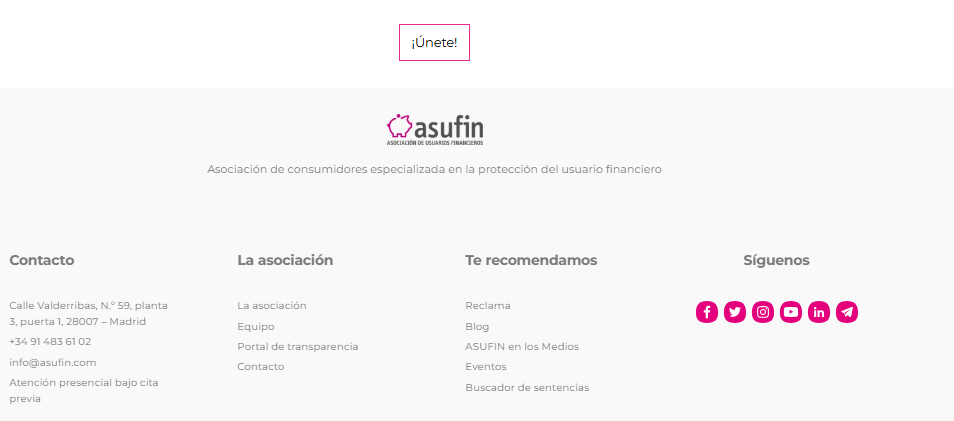 ¡Únete!
asufin
ASOCIACIÓN DE USUARIOS FINANCIEROS
Asociación de consumidores especializada en la protección del usuario financiero
Contacto
Calle Valderribas, N.º 59, planta
3, puerta 1, 28007 – Madrid
+34 91 483 61 02
info@asufin.com
Atención presencial bajo cita
previa
La asociación
La asociación
Equipo
Portal de transparencia
Contacto
Te recomendamos
Reclama
Blog
ASUFIN en los Medios
Eventos
Buscador de sentencias
Síguenos